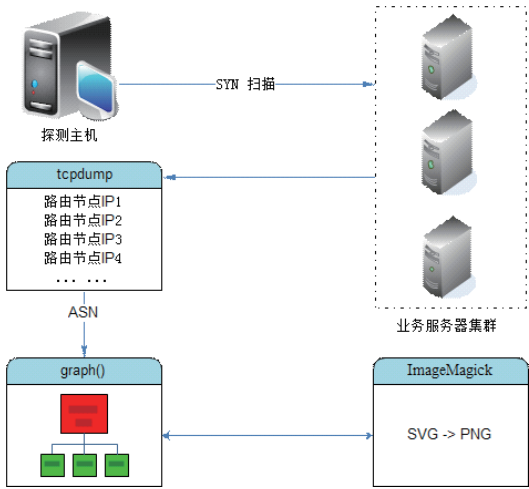 SYN 扫描
探测主机
tcpdump
路由节点IP1
路由节点IP2
路由节点IP3
路由节点IP4
... ...
业务服务器集群
ASN
graph()
ImageMagick
SVG -> PNG